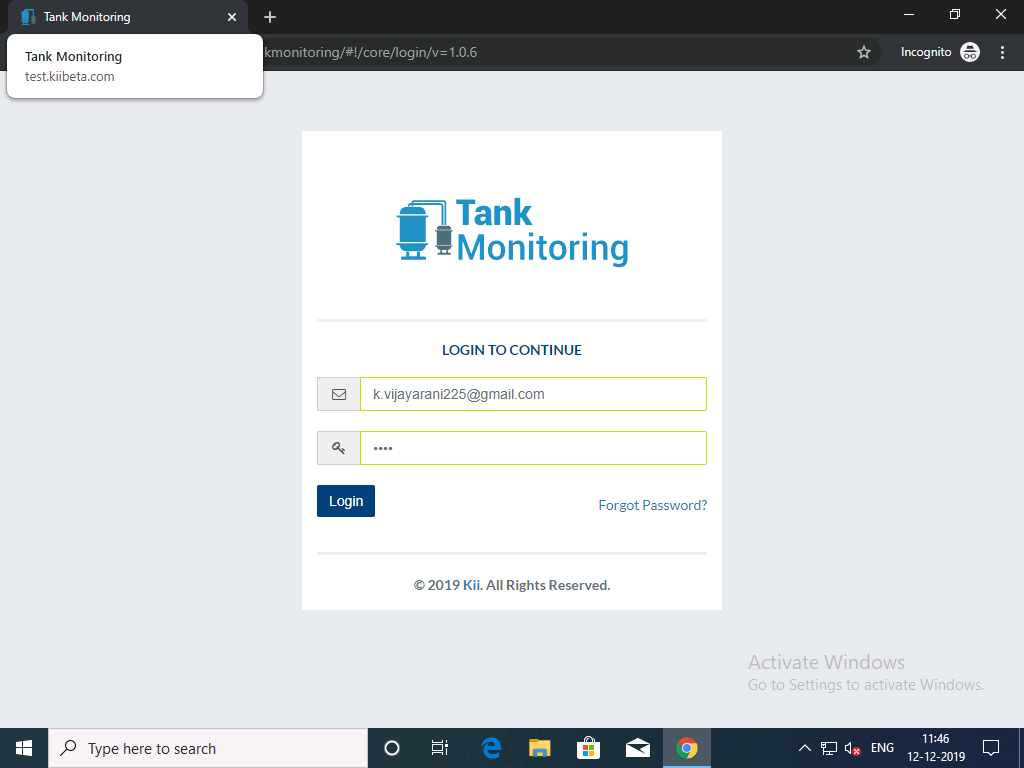 Tank Monitoring
kmonitoring/#!/core/login/v=1.0.6
Incognito
Tank Monitoring
test.kiibeta.com
Tank
Monitoring
LOGIN TO CONTINUE
k.vijayarani225@gmail.com
••••
Login
Forgot Password?
© 2019 Kii. All Rights Reserved.
Activate Windows
Go to Settings to activate Windows.
Type here to search
ENG
11:46
12-12-2019